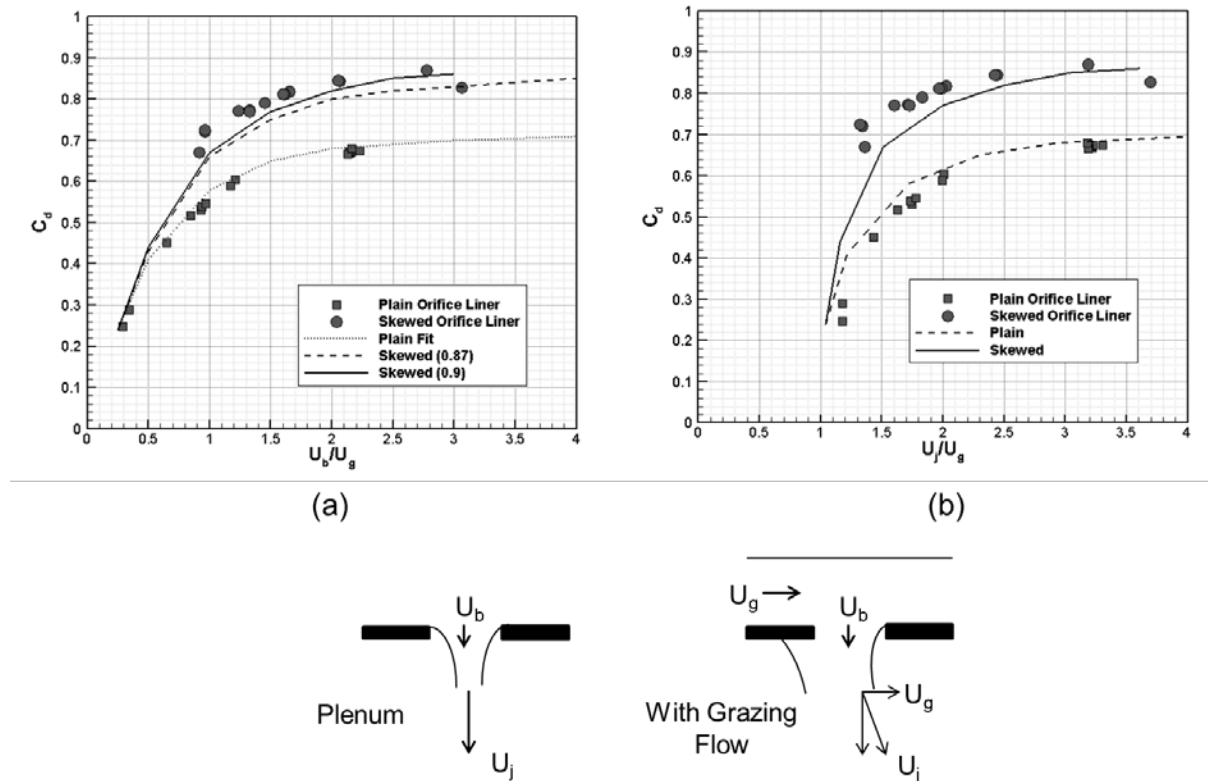 1
0.9
0.8
0.7
0.6
0.5
0.4
0.3
0.2
0.1
0
C_d
0 0.5 1 1.5 2 2.5 3 3.5 4
U_b/U_g
Plain Orifice Liner
Skewed Orifice Liner
Plain Fit
Skewed (0.87)
Skewed (0.9)
(a)
1
0.9
0.8
0.7
0.6
0.5
0.4
0.3
0.2
0.1
0
C_d
0 0.5 1 1.5 2 2.5 3 3.5 4
U_j/U_g
Plain Orifice Liner
Skewed Orifice Liner
Plain
Skewed
(b)
U_b
Plenum
U_j
U_g
U_b
With Grazing
Flow
U_g
U_j